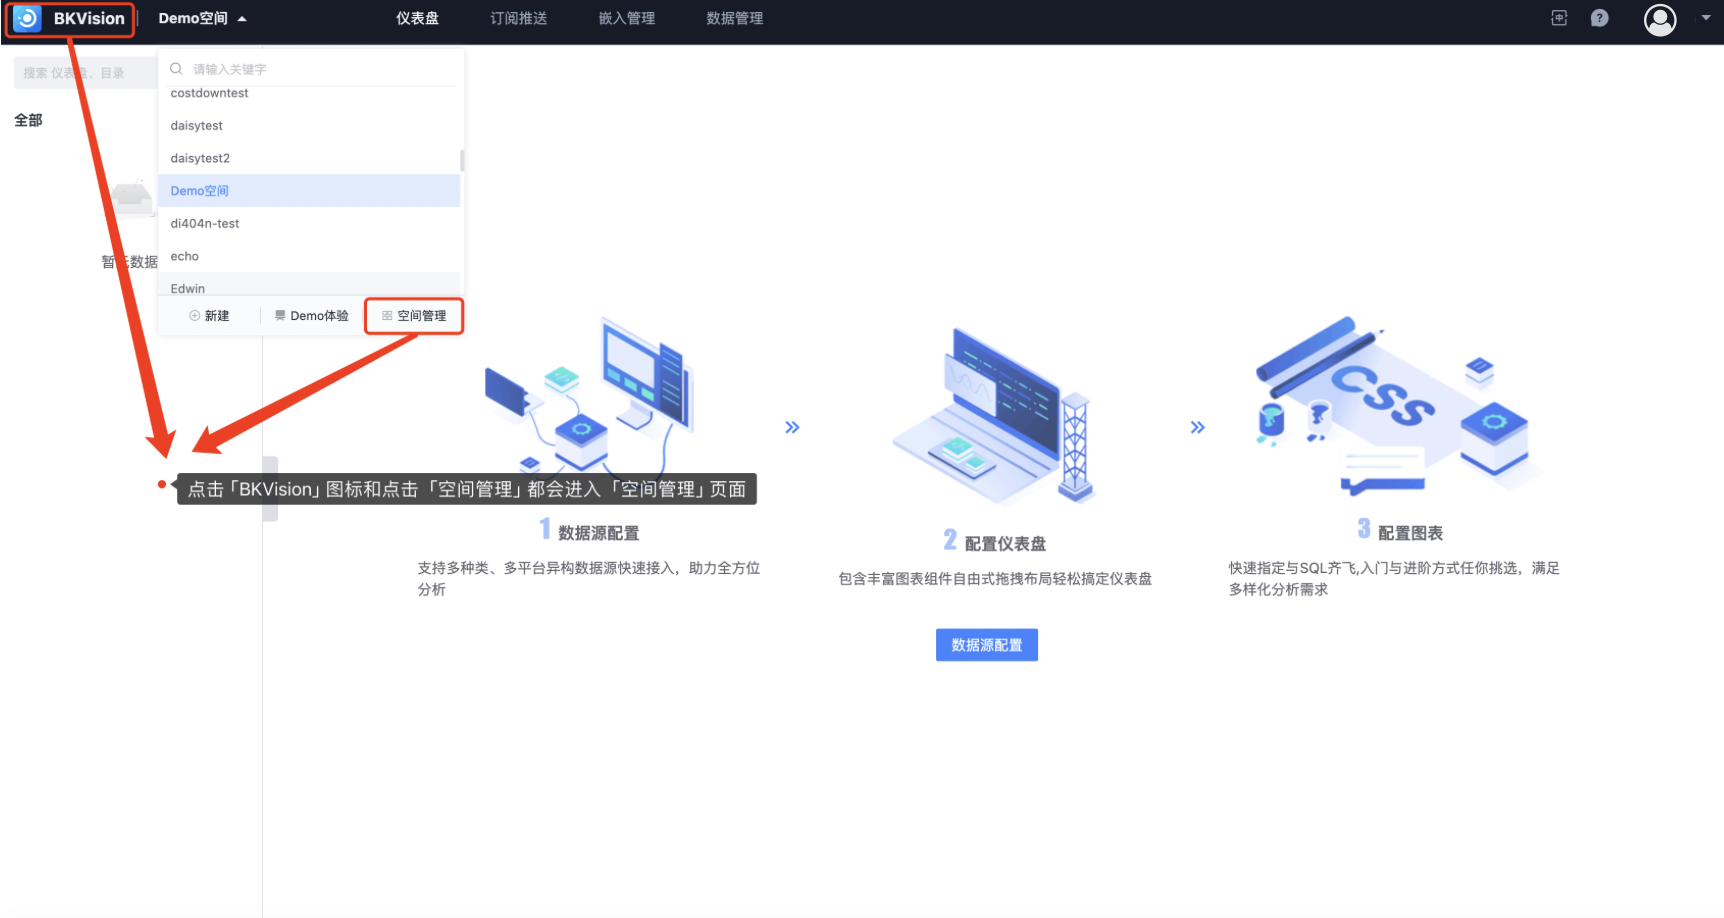 BKVision
Demo空间
仪表盘
订阅推送
嵌入管理
数据管理
搜索 仪表盘、目录
全部
暂无数据
请输入关键字
costdowntest
daisytest
daisytest2
Demo空间
di404n-test
echo
Edwin
新建
Demo体验
空间管理
点击「BKVision」图标和点击「空间管理」都会进入「空间管理」页面
CSS
1 数据源配置
支持多种类、多平台异构数据源快速接入，助力全方位
分析
2 配置仪表盘
包含丰富图表组件自由式拖拽布局轻松搞定仪表盘
3 配置图表
快速指定与SQL齐飞,入门与进阶方式任你挑选，满足
多样化分析需求
数据源配置